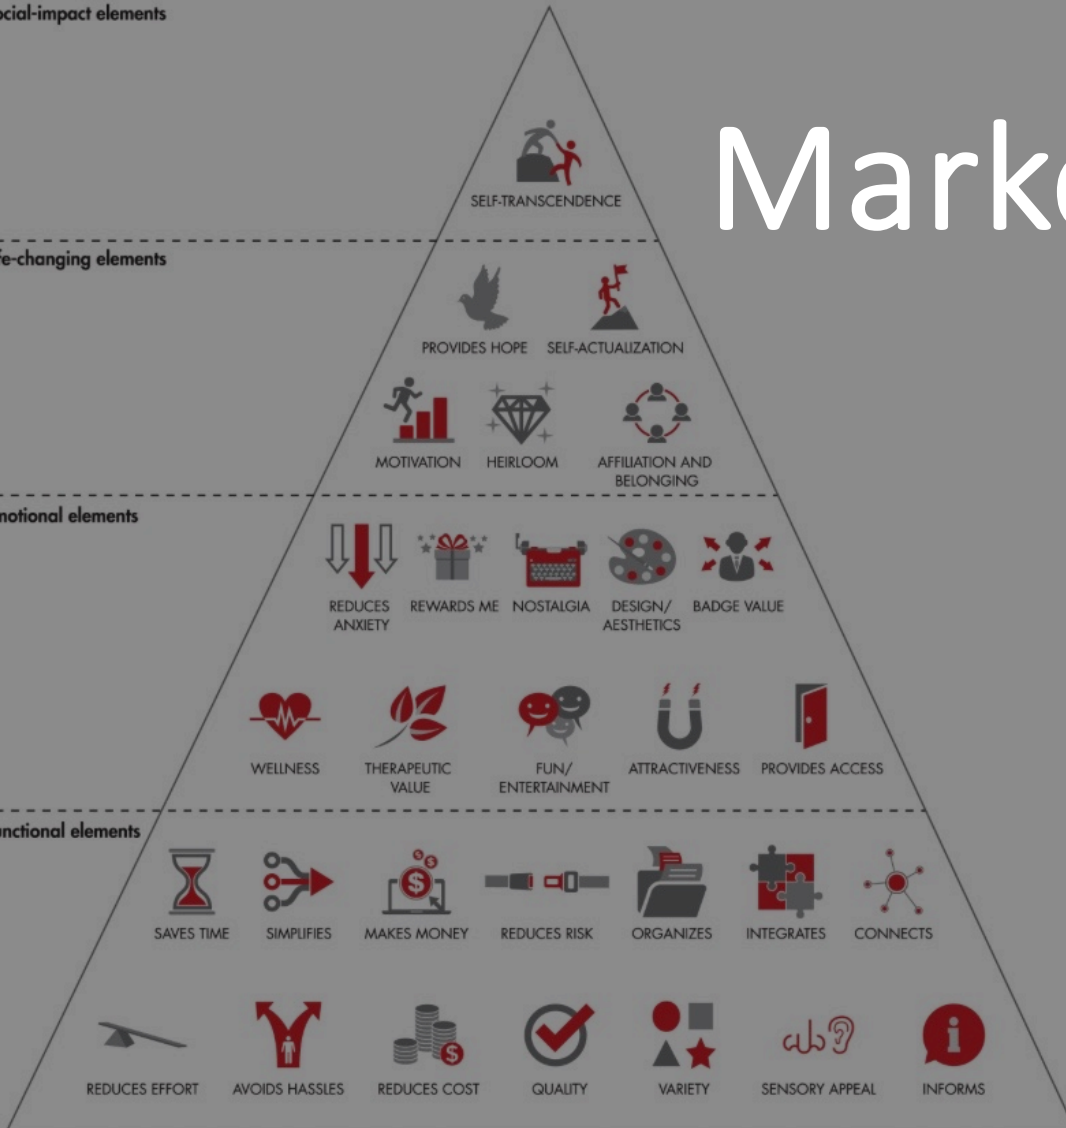 ocial-impact elements
Marke
SELF-TRANSCENDENCE
fe-changing elements
PROVIDES HOPE SELF-ACTUALIZATION
MOTIVATION HEIRLOOM AFFILIATION AND
BELONGING
motional elements
REDUCES REWARDS ME NOSTALGIA DESIGN/ BADGE VALUE
ANXIETY AESTHETICS
WELLNESS THERAPEUTIC FUN/ ATTRACTIVENESS PROVIDES ACCESS
VALUE ENTERTAINMENT
unctional elements
SAVES TIME SIMPLIFIES MAKES MONEY REDUCES RISK ORGANIZES INTEGRATES CONNECTS
REDUCES EFFORT AVOIDS HASSLES REDUCES COST QUALITY VARIETY SENSORY APPEAL INFORMS